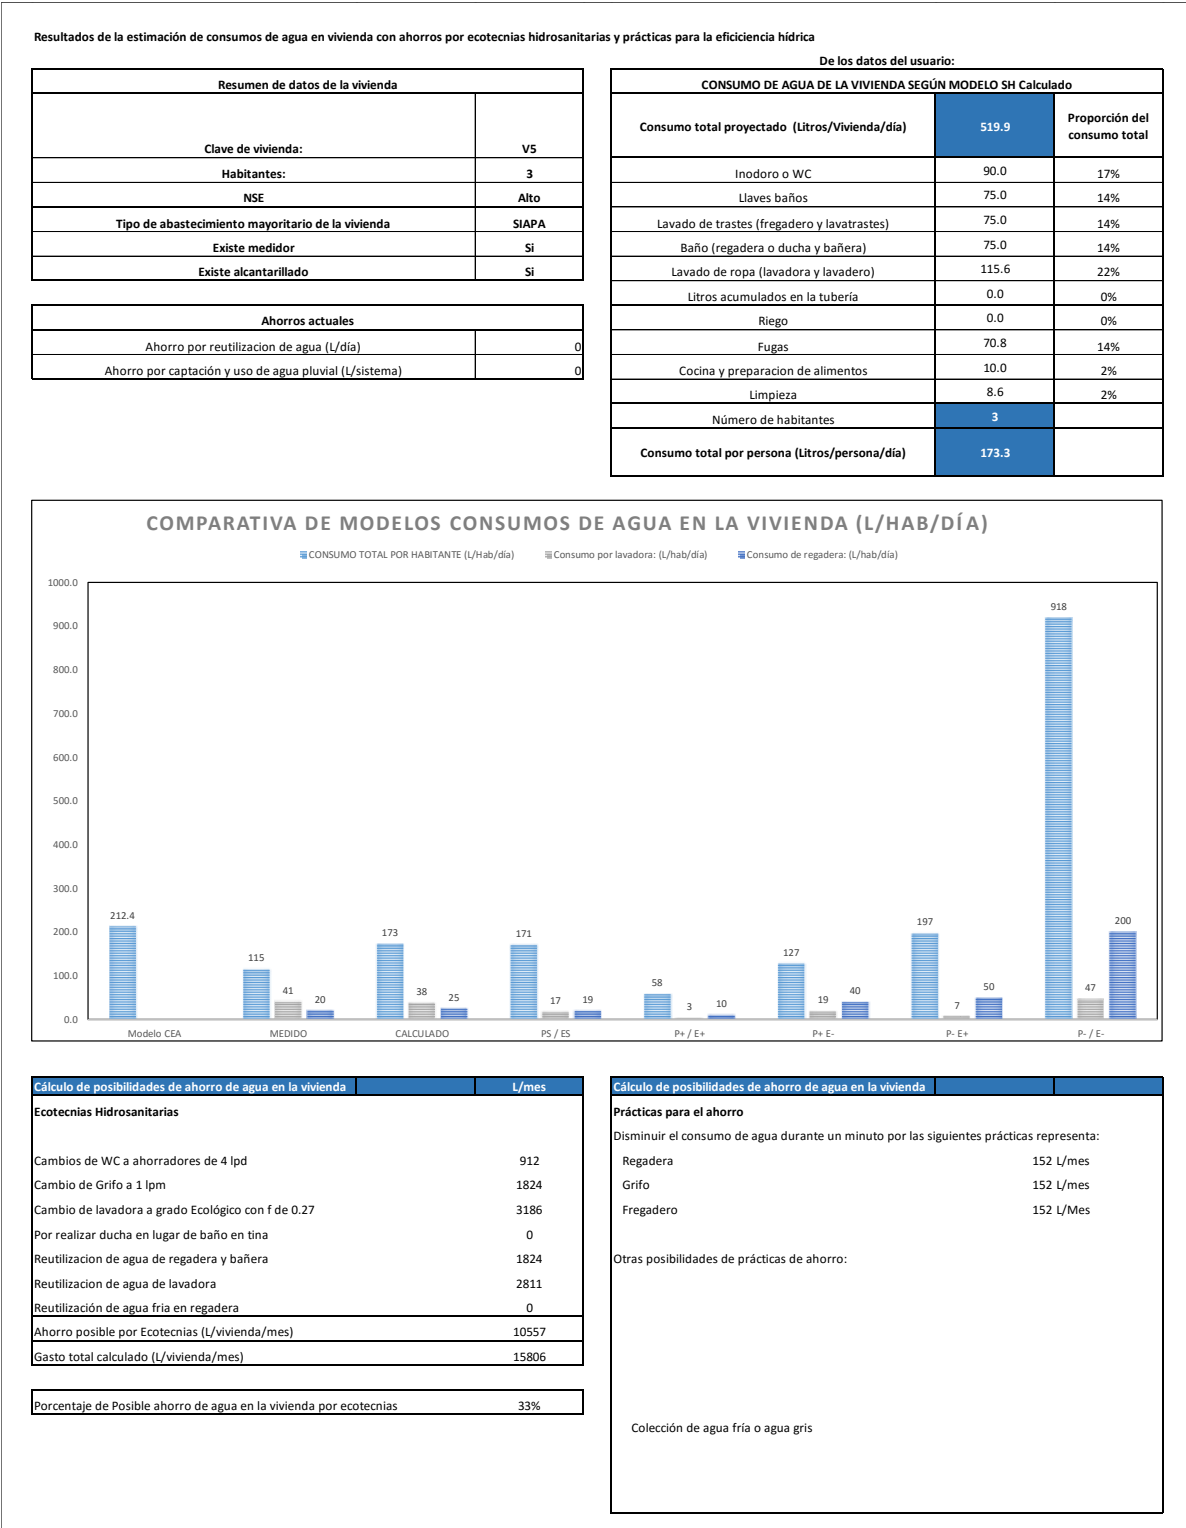 Resultados de la estimación de consumos de agua en vivienda con ahorros por ecotecnias hidrosanitarias y prácticas para la eficiciencia hídrica
De los datos del usuario:
Resumen de datos de la vivienda
Clave de vivienda: V5
Habitantes: 3
NSE Alto
Tipo de abastecimiento mayoritario de la vivienda SIAPA
Existe medidor Si
Existe alcantarillado Si
Ahorros actuales
Ahorro por reutilizacion de agua (L/día) 0
Ahorro por captación y uso de agua pluvial (L/sistema) 0
CONSUMO DE AGUA DE LA VIVIENDA SEGÚN MODELO SH Calculado
Consumo total proyectado (Litros/Vivienda/día) 519.9 Proporción del consumo total
Inodoro o WC 90.0 17%
Llaves baños 75.0 14%
Lavado de trastes (fregadero y lavatrastes) 75.0 14%
Baño (regadera o ducha y bañera) 75.0 14%
Lavado de ropa (lavadora y lavadero) 115.6 22%
Litros acumulados en la tubería 0.0 0%
Riego 0.0 0%
Fugas 70.8 14%
Cocina y preparacion de alimentos 10.0 2%
Limpieza 8.6 2%
Número de habitantes 3
Consumo total por persona (Litros/persona/día) 173.3
COMPARATIVA DE MODELOS CONSUMOS DE AGUA EN LA VIVIENDA (L/HAB/DÍA)
CONSUMO TOTAL POR HABITANTE (L/Hab/día) Consumo por lavadora: (L/hab/día) Consumo de regadera: (L/hab/día)
1000.0
900.0
800.0
700.0
600.0
500.0
400.0
300.0
200.0
100.0
0.0
212.4
115 41 20
173 38 25
171 17 19
58 3 10
127 19 40
197 7 50
918 47 200
Modelo CEA MEDIDO CALCULADO PS / ES P+ / E+ P+ E- P- E+ P- / E-
Cálculo de posibilidades de ahorro de agua en la vivienda L/mes
Ecotecnias Hidrosanitarias
Cambios de WC a ahorradores de 4 lpd 912
Cambio de Grifo a 1 lpm 1824
Cambio de lavadora a grado Ecológico con f de 0.27 3186
Por realizar ducha en lugar de baño en tina 0
Reutilizacion de agua de regadera y bañera 1824
Reutilizacion de agua de lavadora 2811
Reutilización de agua fria en regadera 0
Ahorro posible por Ecotecnias (L/vivienda/mes) 10557
Gasto total calculado (L/vivienda/mes) 15806
Porcentaje de Posible ahorro de agua en la vivienda por ecotecnias 33%
Cálculo de posibilidades de ahorro de agua en la vivienda
Prácticas para el ahorro
Disminuir el consumo de agua durante un minuto por las siguientes prácticas representa:
Regadera 152 L/mes
Grifo 152 L/mes
Fregadero 152 L/Mes
Otras posibilidades de prácticas de ahorro:
Colección de agua fría o agua gris